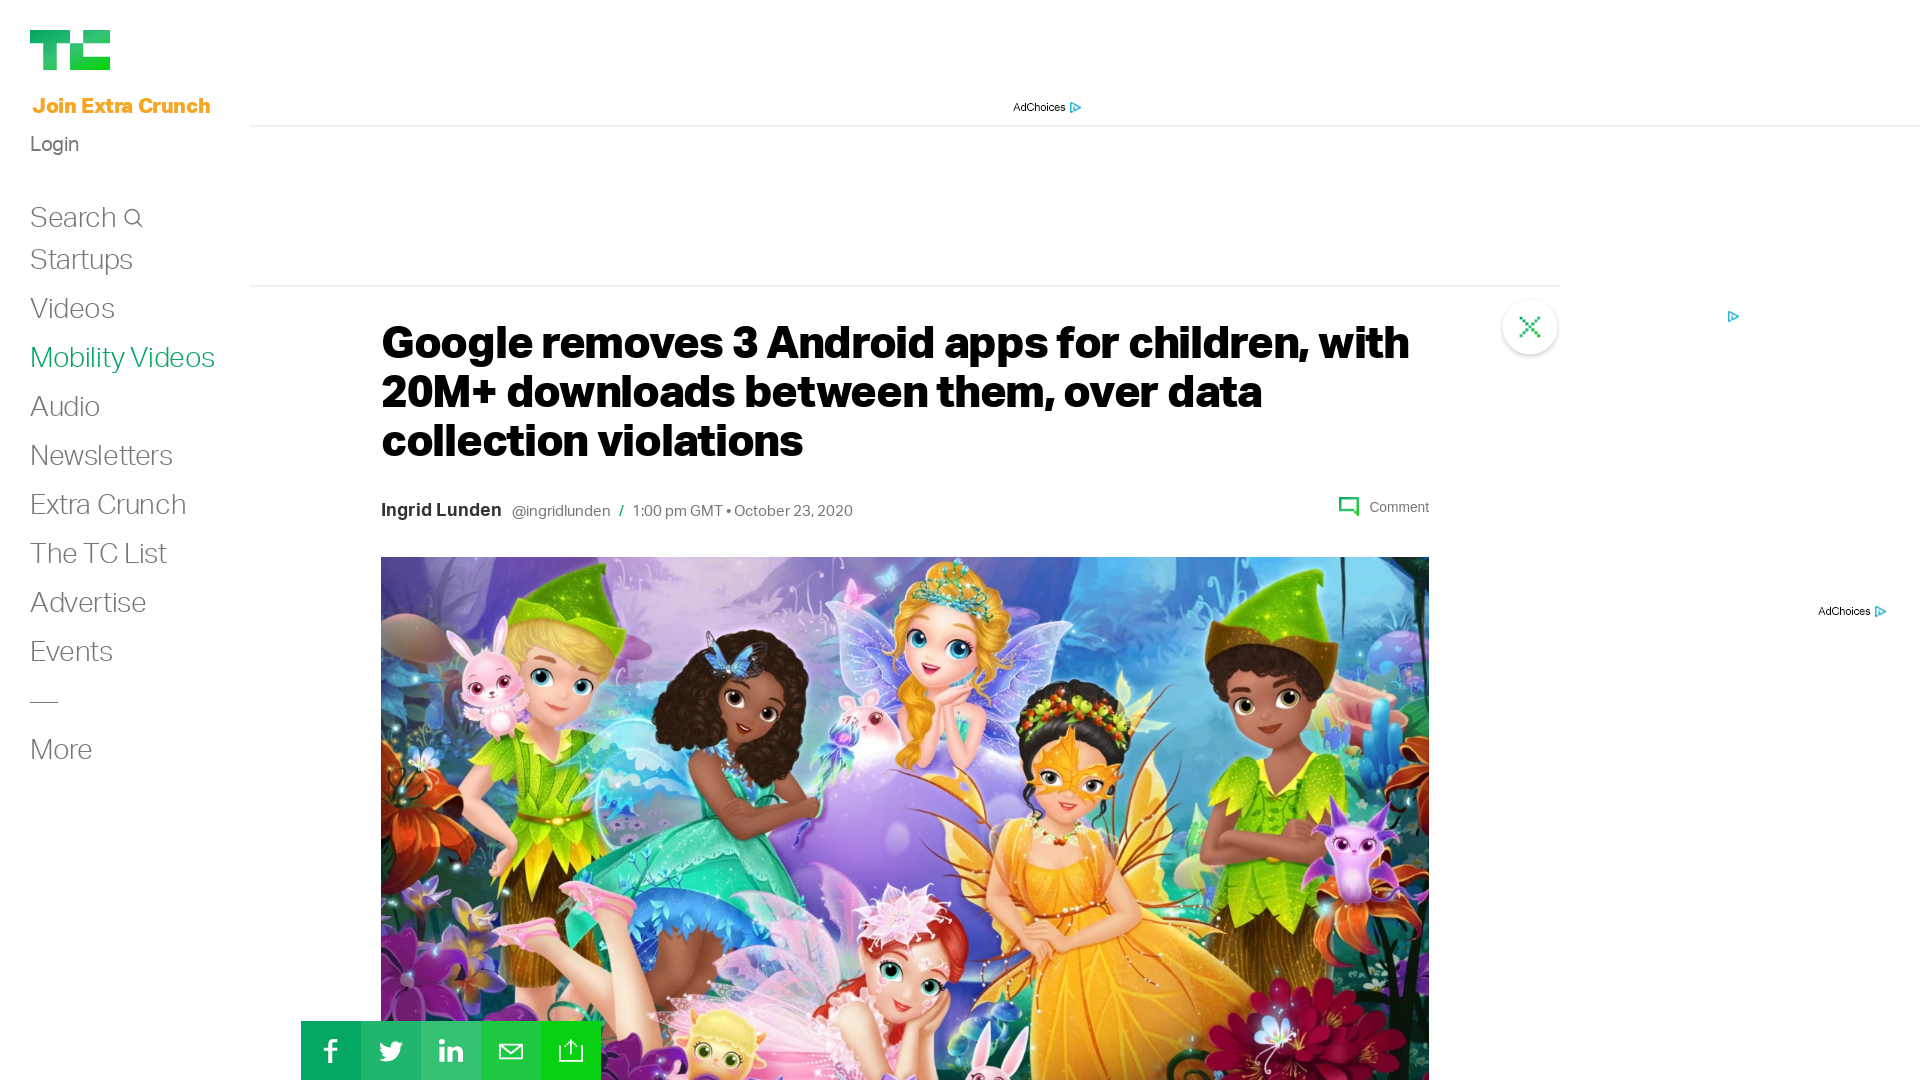 TC
Join Extra Crunch
Login
Search
Startups
Videos
Mobility Videos
Audio
Newsletters
Extra Crunch
The TC List
Advertise
Events
More
AdChoices
Google removes 3 Android apps for children, with
20M+ downloads between them, over data
collection violations
Ingrid Lunden @ingridlunden / 1:00 pm GMT • October 23, 2020
Comment
AdChoices